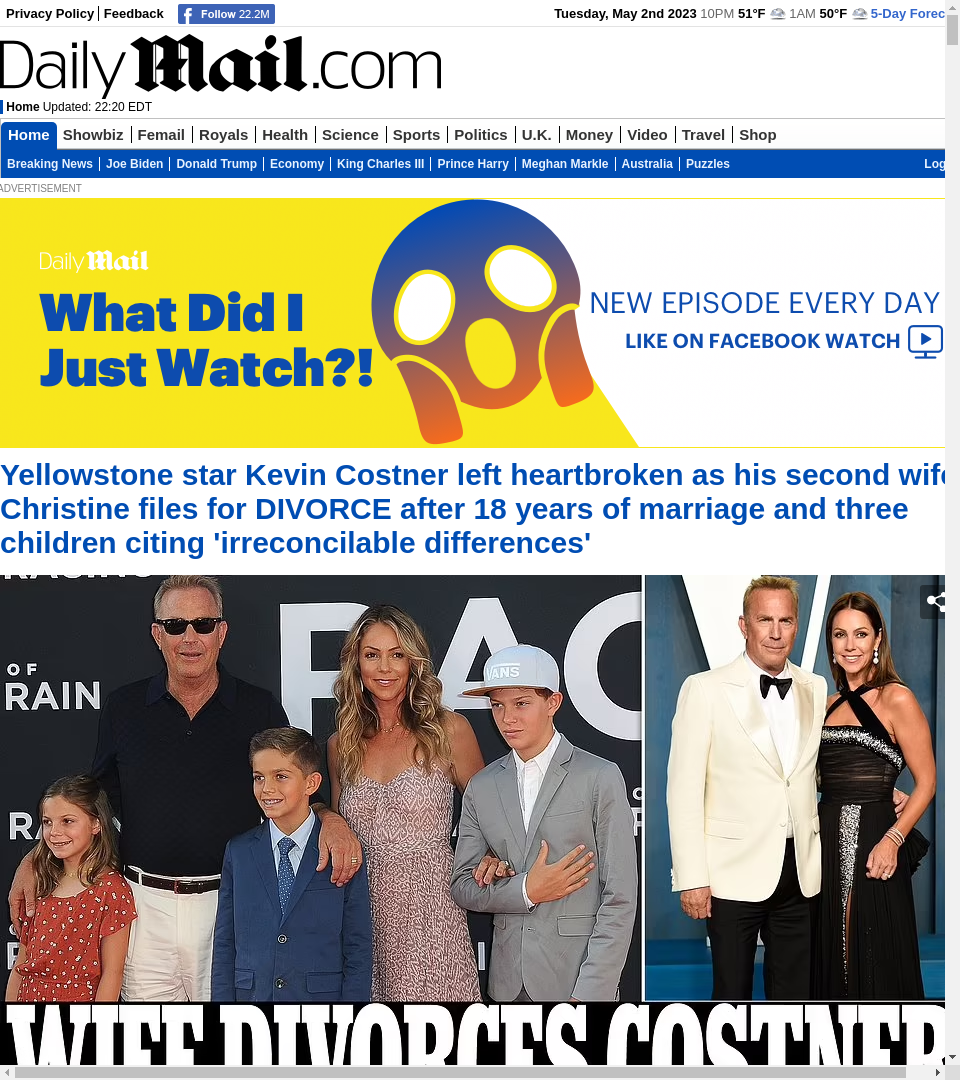 Privacy Policy Feedback Follow 22.2M Tuesday, May 2nd 2023 10PM 51°F 1AM 50°F 5-Day Forec
DailyMail.com
Home Updated: 22:20 EDT
Home Showbiz Femail Royals Health Science Sports Politics U.K. Money Video Travel Shop
Breaking News Joe Biden Donald Trump Economy King Charles III Prince Harry Meghan Markle Australia Puzzles Log
ADVERTISEMENT
Daily Mail
What Did I
Just Watch?!
NEW EPISODE EVERY DAY
LIKE ON FACEBOOK WATCH
Yellowstone star Kevin Costner left heartbroken as his second wife
Christine files for DIVORCE after 18 years of marriage and three
children citing 'irreconcilable differences'
RACING
RAC
OF
RAIN
VANS
WIFE DIVORCES COSTNER